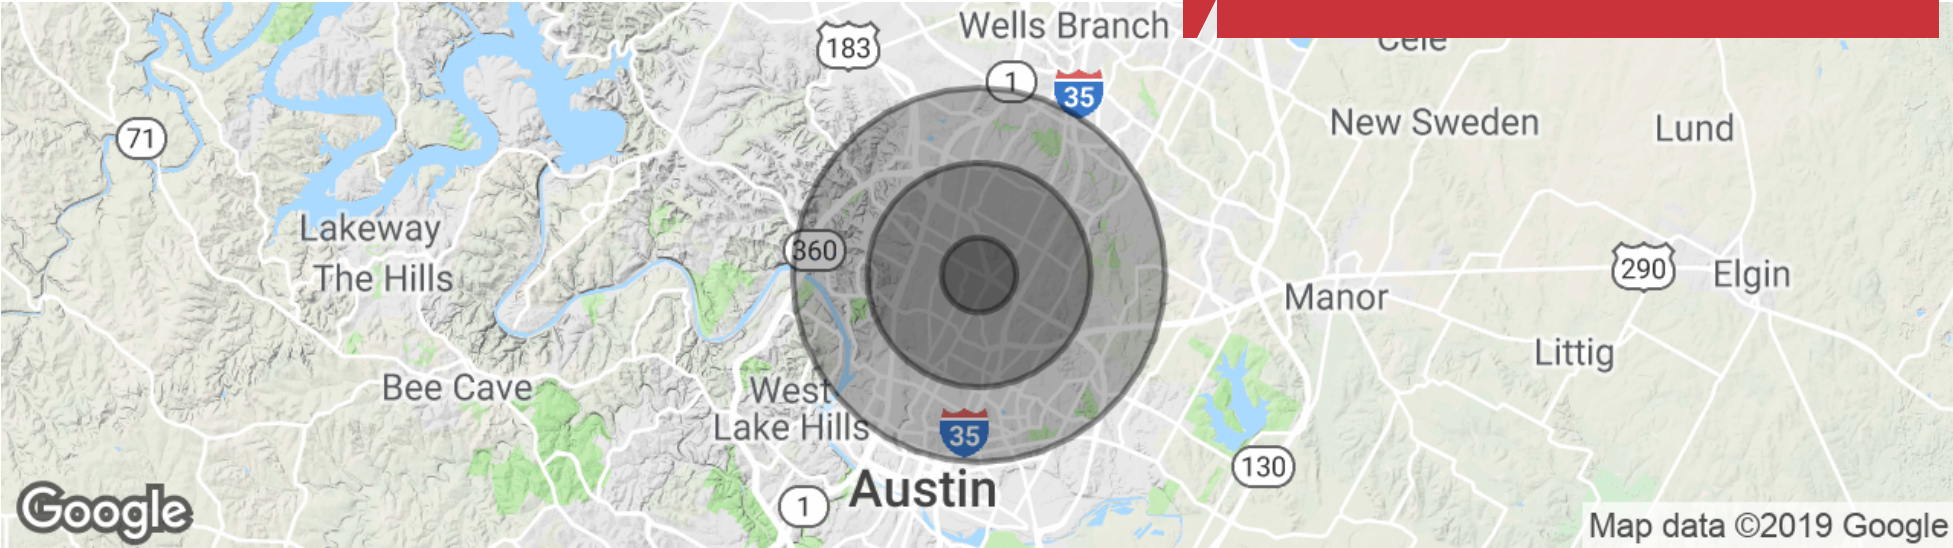 Wells Branch
183
Cele
1
35
71
New Sweden
Lund
Lakeway
360
The Hills
290
Elgin
Manor
Littig
Bee Cave
West
Lake Hills
35
130
Austin
1
Google
Map data ©2019 Google